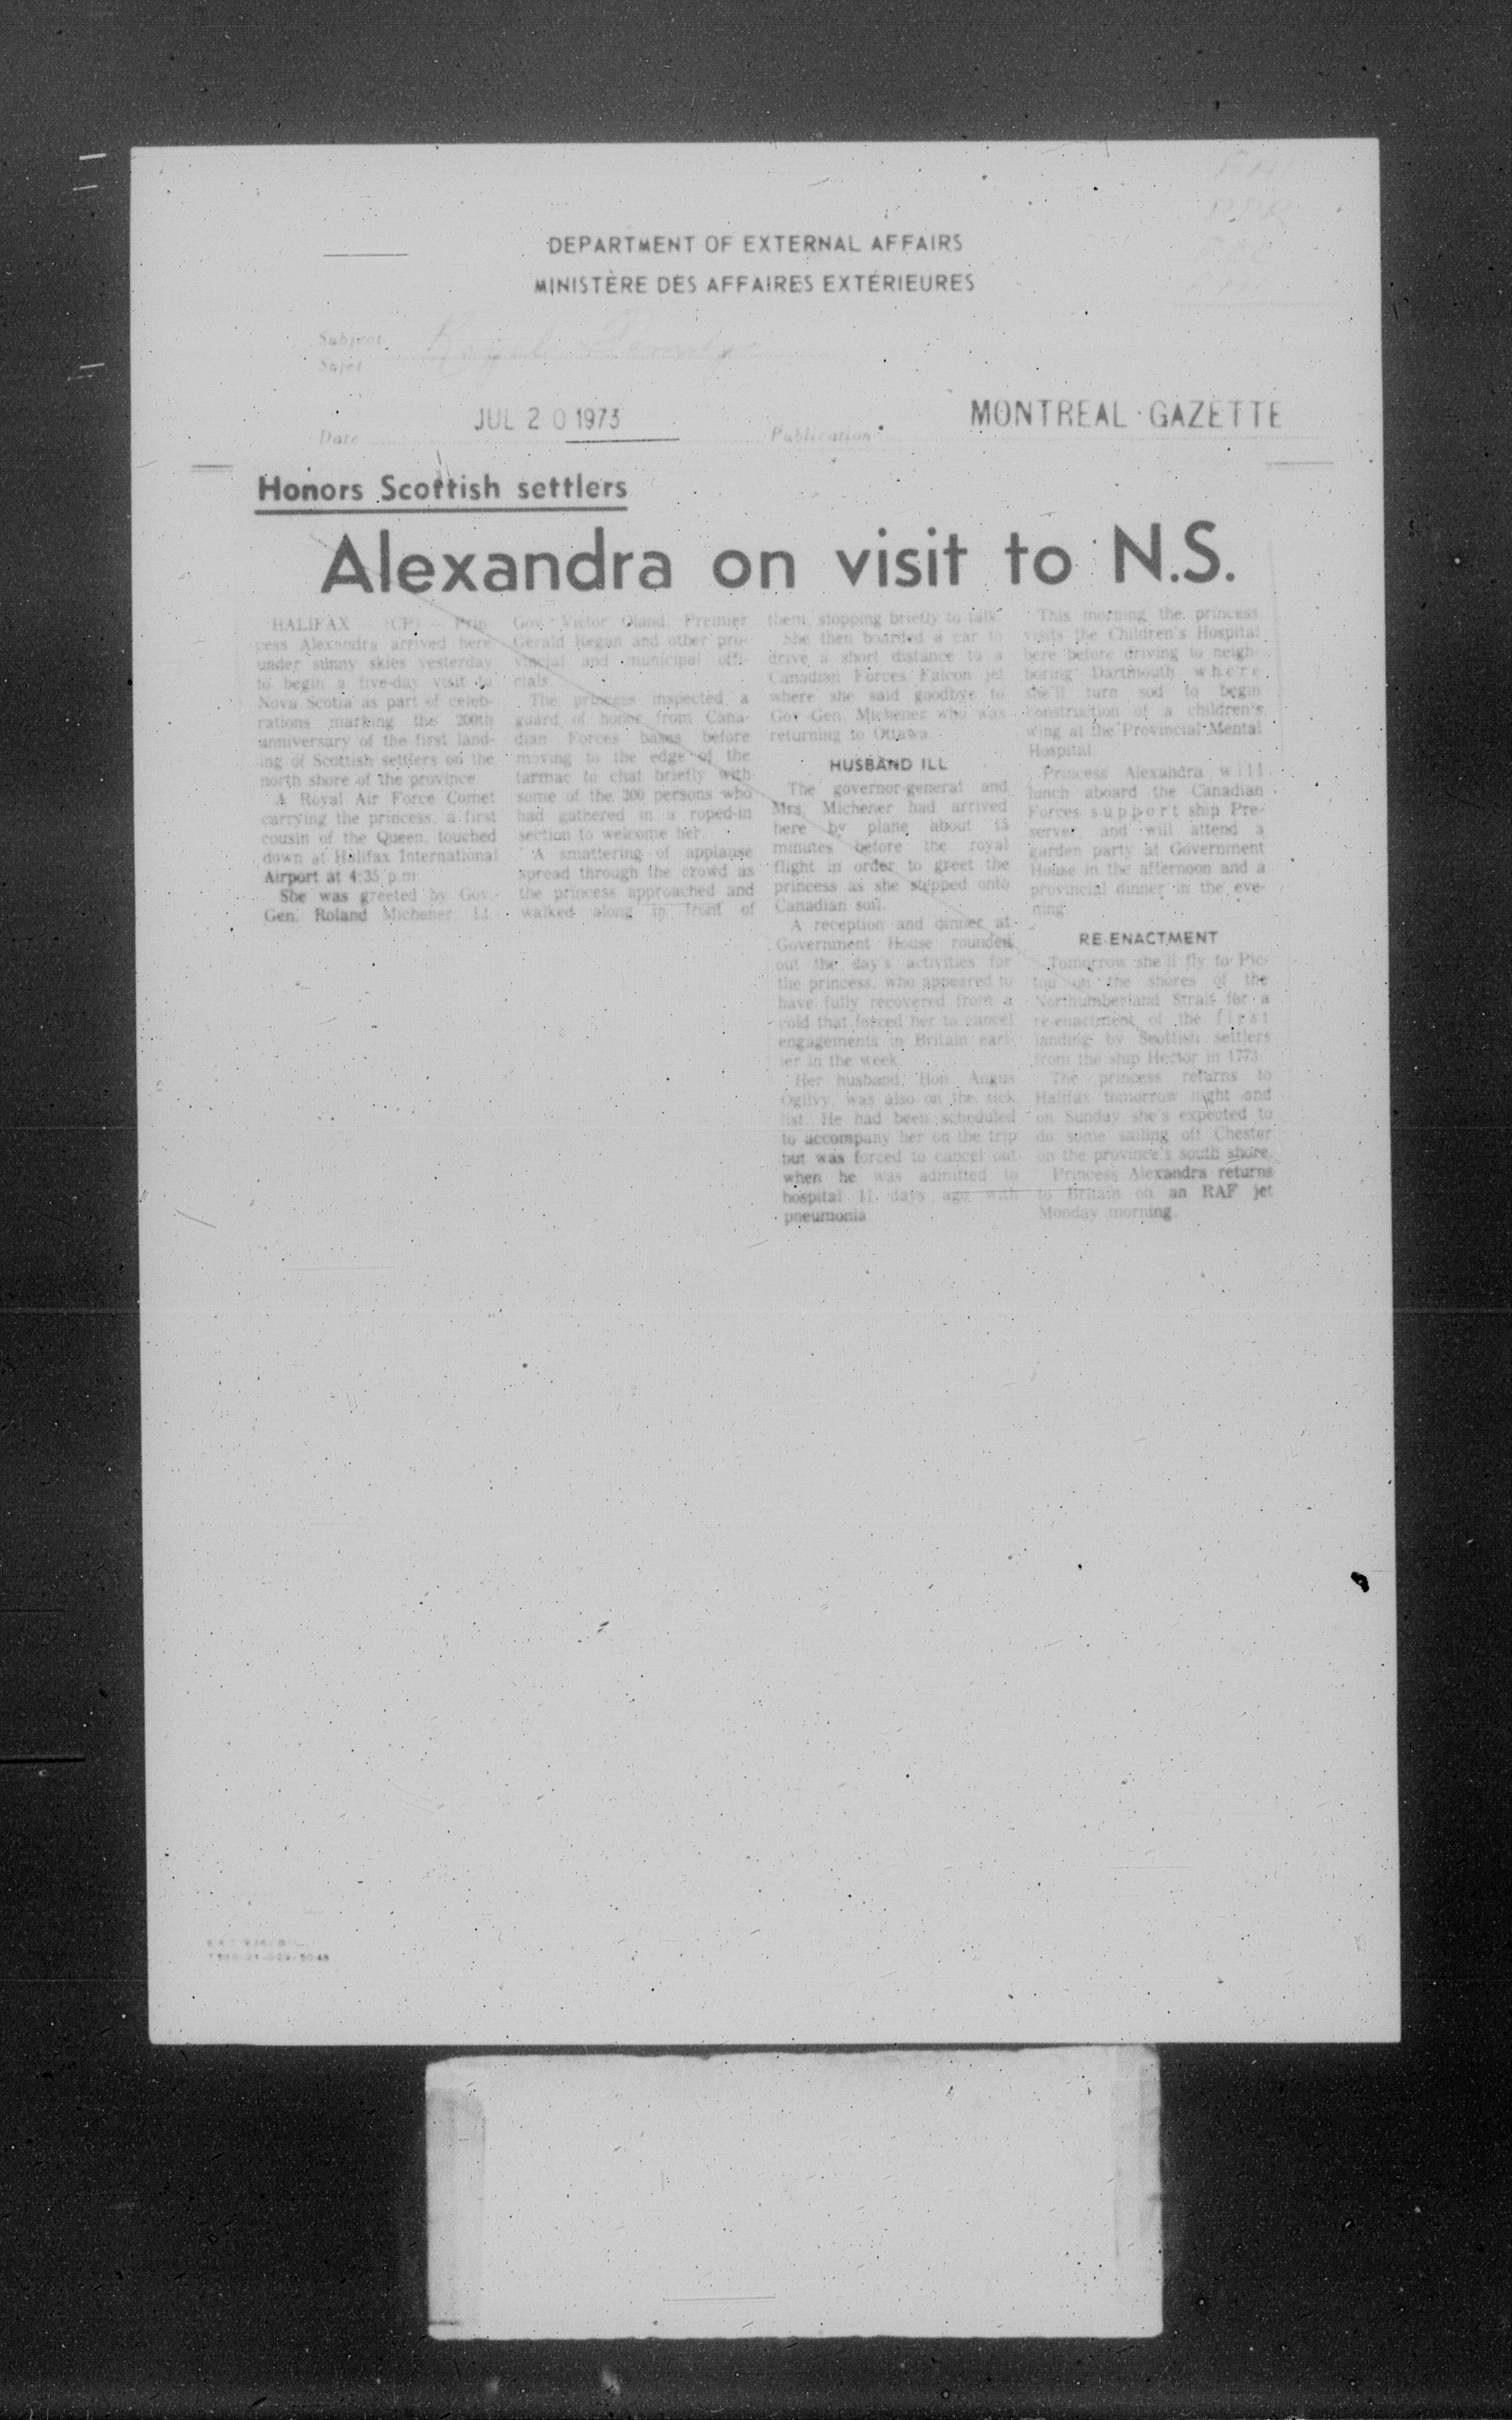 DEPARTMENT OF EXTERNAL AFFAIRS
MINISTÈRE DES AFFAIRES EXTÉRIEURES
Subject
Sujet
Royal Family
JUL 20 1973
MONTREAL GAZETTE
Date
Publication
Honors Scottish settlers
Alexandra on visit to N.S.
HALIFAX — (CP) — Prin-
cess Alexandra arrived here
under sunny skies yesterday
to begin a five-day visit to
Nova Scotia as part of celeb-
rations marking the 200th
anniversary of the first land-
ing of Scottish settlers on the
north shore of the province.
A Royal Air Force Comet
carrying the princess, a first
cousin of the Queen, touched
down at Halifax International
Airport at 4:35 p.m.
She was greeted by Gov.-
Gen. Roland Michener, Lt.-
Gov. Victor Oland, Premier
Gerald Regan and other pro-
vincial and municipal offi-
cials.
The princess inspected a
guard of honor from Cana-
dian Forces bases before
moving to the edge of the
tarmac to chat briefly with
some of the 200 persons who
had gathered in a roped-in
section to welcome her.
A smattering of applause
spread through the crowd as
the princess approached and
walked along in front of
them, stopping briefly to talk.
She then boarded a car to
drive a short distance to a
Canadian Forces Falcon jet
where she said goodbye to
Gov.-Gen. Michener who was
returning to Ottawa.
HUSBAND ILL
The governor-general and
Mrs. Michener had arrived
here by plane about 15
minutes before the royal
flight in order to greet the
princess as she stepped onto
Canadian soil.
A reception and dinner at
Government House rounded
out the day's activities for
the princess, who appeared to
have fully recovered from a
cold that forced her to cancel
engagements in Britain earl-
ier in the week.
Her husband, Hon. Angus
Ogilvy, was also on the sick
list. He had been scheduled
to accompany her on the trip
but was forced to cancel out
when he was admitted to
hospital 11 days ago with
pneumonia.
This morning the princess
visits the Children's Hospital
here before driving to neigh-
boring Dartmouth where
she'll turn sod to begin
construction of a children's
wing at the Provincial Mental
Hospital.
Princess Alexandra will
lunch aboard the Canadian
Forces support ship Pre-
server, and will attend a
garden party at Government
House in the afternoon and a
provincial dinner in the eve-
ning.
RE-ENACTMENT
Tomorrow she'll fly to Pic-
tou on the shores of the
Northumberland Strait for a
re-enactment of the first
landing by Scottish settlers
from the ship Hector in 1773.
The princess returns to
Halifax tomorrow night and
on Sunday she's expected to
do some sailing off Chester
on the province's south shore.
Princess Alexandra returns
to Britain on an RAF jet
Monday morning.